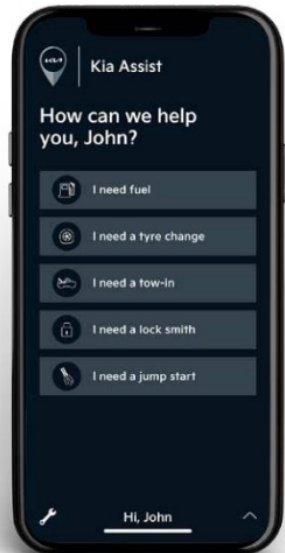 KIA
Kia Assist
How can we help
you, John?
I need fuel
I need a tyre change
I need a tow-in
I need a lock smith
I need a jump start
Hi, John